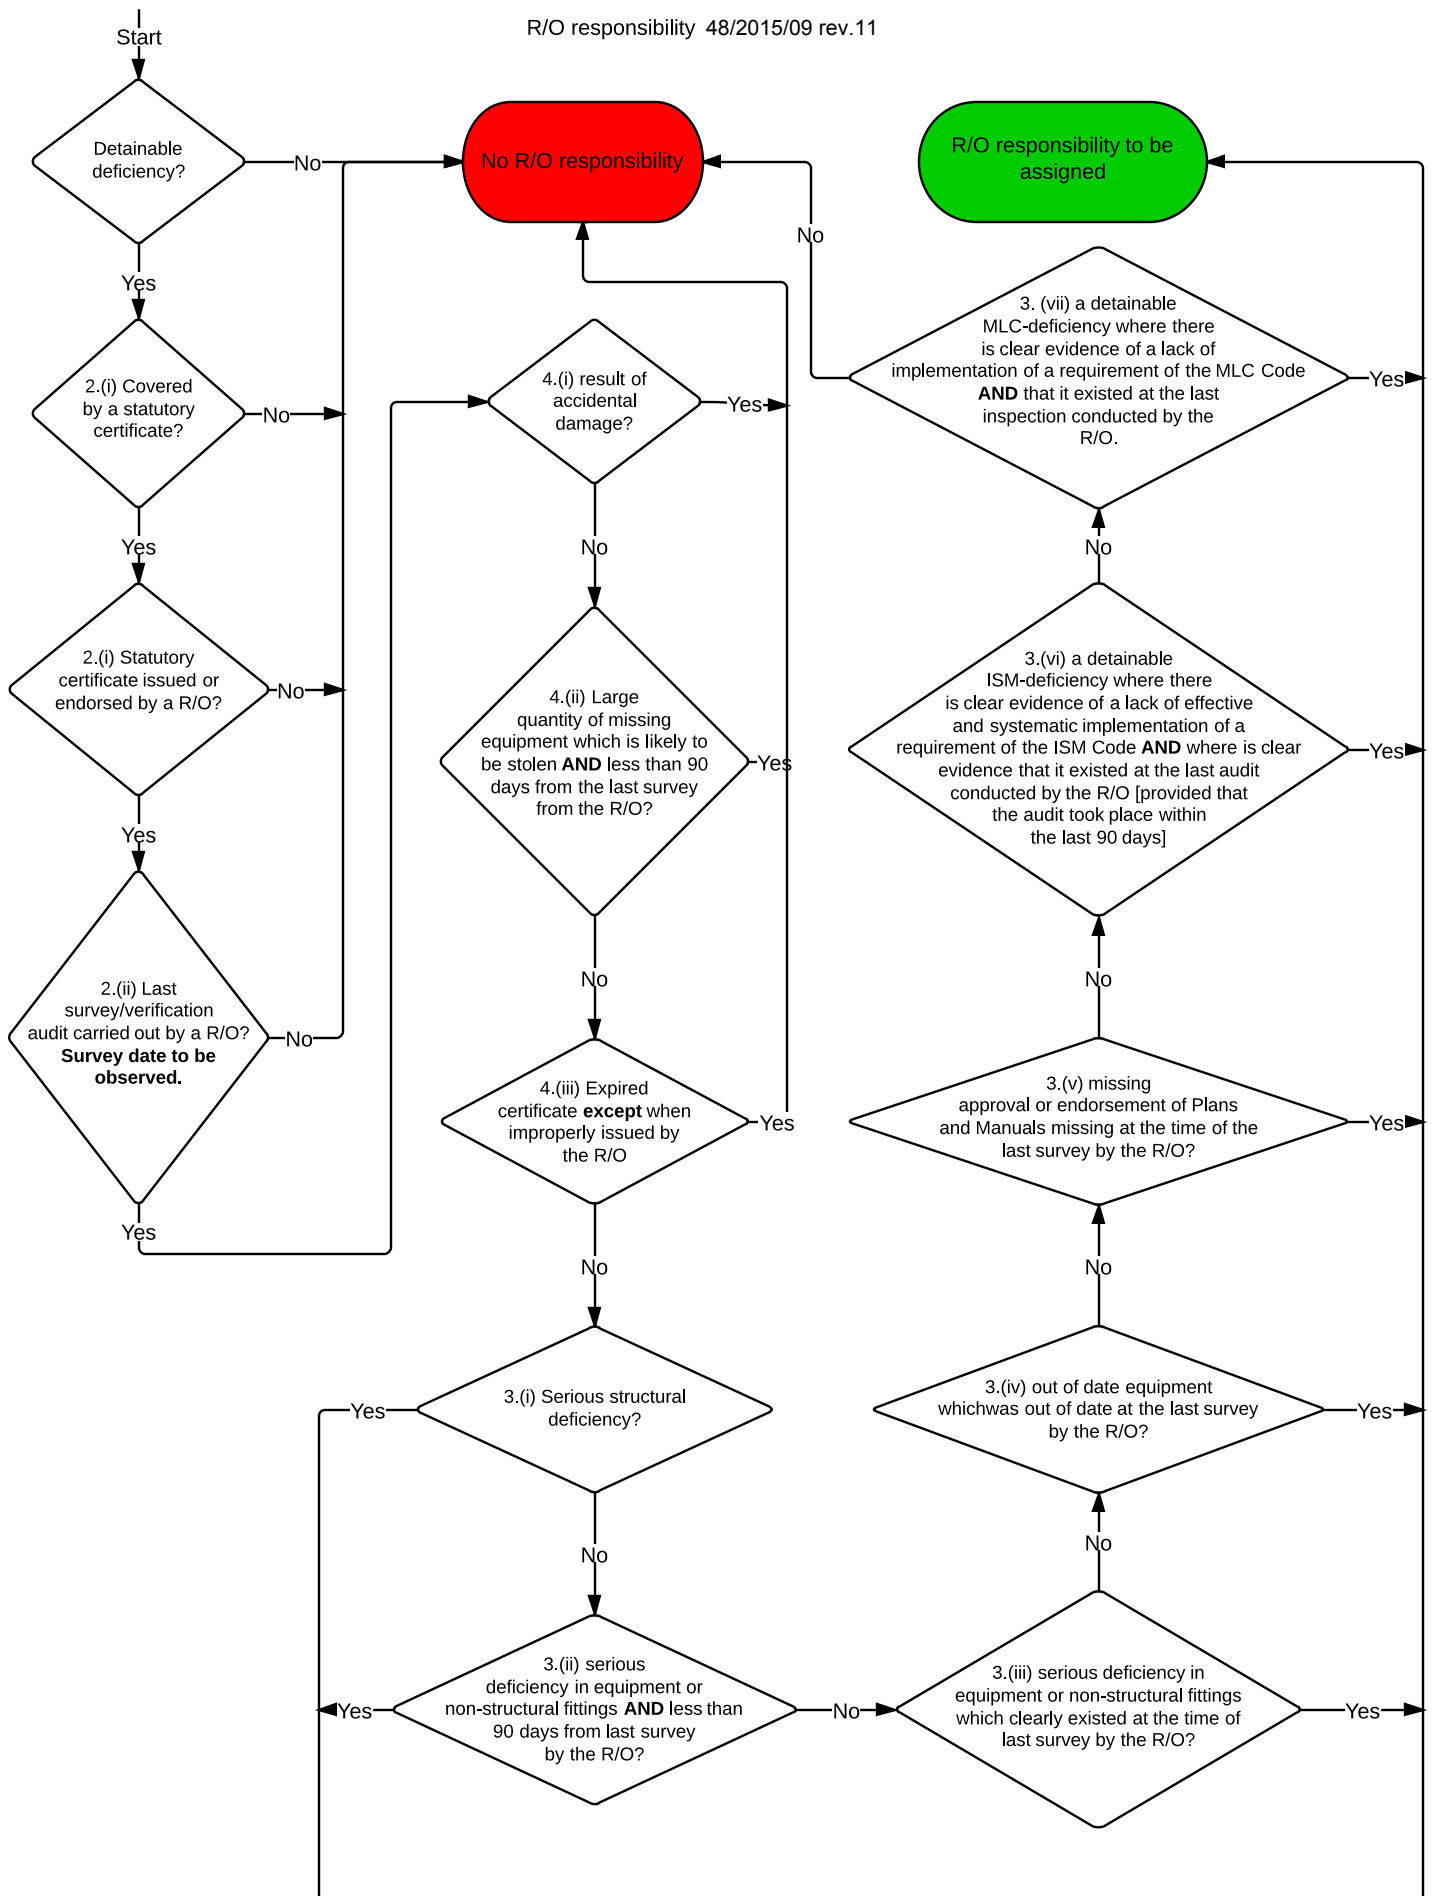 R/O responsibility  48/2015/09 rev.11
Start
Detainable
deficiency?
No
Yes
2.(i) Covered
by a statutory
certificate?
No
Yes
2.(i) Statutory
certificate issued or
endorsed by a R/O?
No
Yes
2.(ii) Last
survey/verification
audit carried out by a R/O?
Survey date to be
observed.
No
Yes
No R/O responsibility
4.(i) result of
accidental
damage?
Yes
No
4.(ii) Large
quantity of missing
equipment which is likely to
be stolen AND less than 90
days from the last survey
from the R/O?
Yes
No
4.(iii) Expired
certificate except when
improperly issued by
the R/O
Yes
No
3.(i) Serious structural
deficiency?
Yes
No
3.(ii) serious
deficiency in equipment or
non-structural fittings AND less than
90 days from last survey
by the R/O?
Yes
No
3.(iii) serious deficiency in
equipment or non-structural fittings
which clearly existed at the time of
last survey by the R/O?
Yes
No
3.(iv) out of date equipment
whichwas out of date at the last survey
by the R/O?
Yes
No
3.(v) missing
approval or endorsement of Plans
and Manuals missing at the time of the
last survey by the R/O?
Yes
No
3.(vi) a detainable
ISM-deficiency where there
is clear evidence of a lack of effective
and systematic implementation of a
requirement of the ISM Code AND where is clear
evidence that it existed at the last audit
conducted by the R/O [provided that
the audit took place within
the last 90 days]
Yes
No
3. (vii) a detainable
MLC-deficiency where there
is clear evidence of a lack of
implementation of a requirement of the MLC Code
AND that it existed at the last
inspection conducted by the
R/O.
Yes
No
R/O responsibility to be
assigned